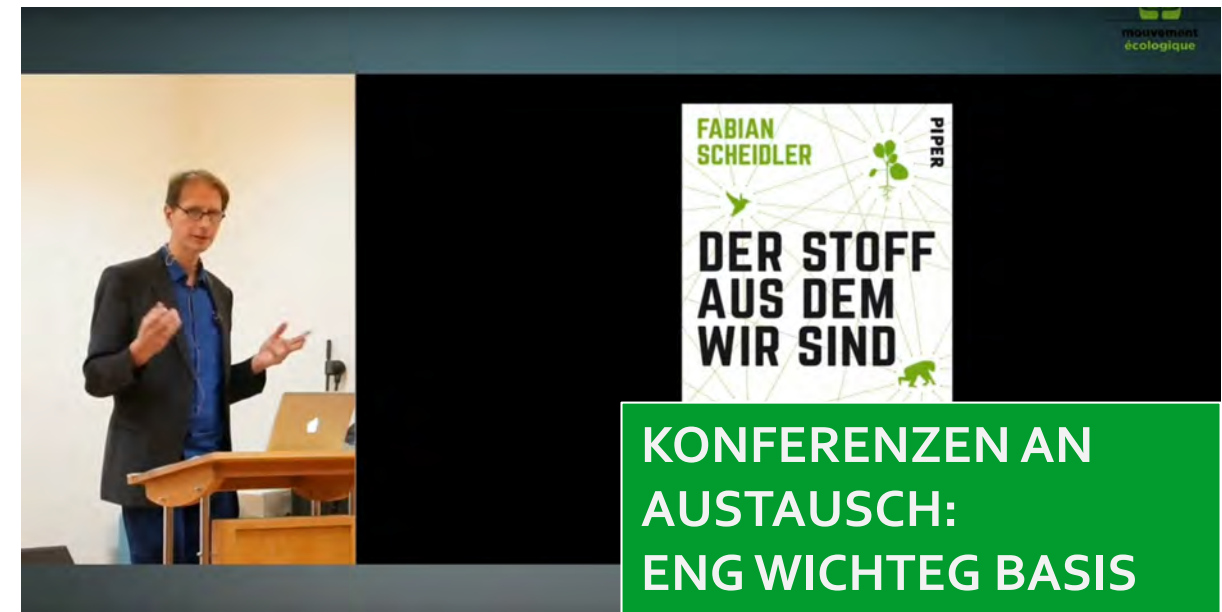 mouvement
écologique
FABIAN
SCHEIDLER
PIPER
DER STOFF
AUS DEM
WIR SIND
KONFERENZEN AN
AUSTAUSCH:
ENG WICHTEG BASIS